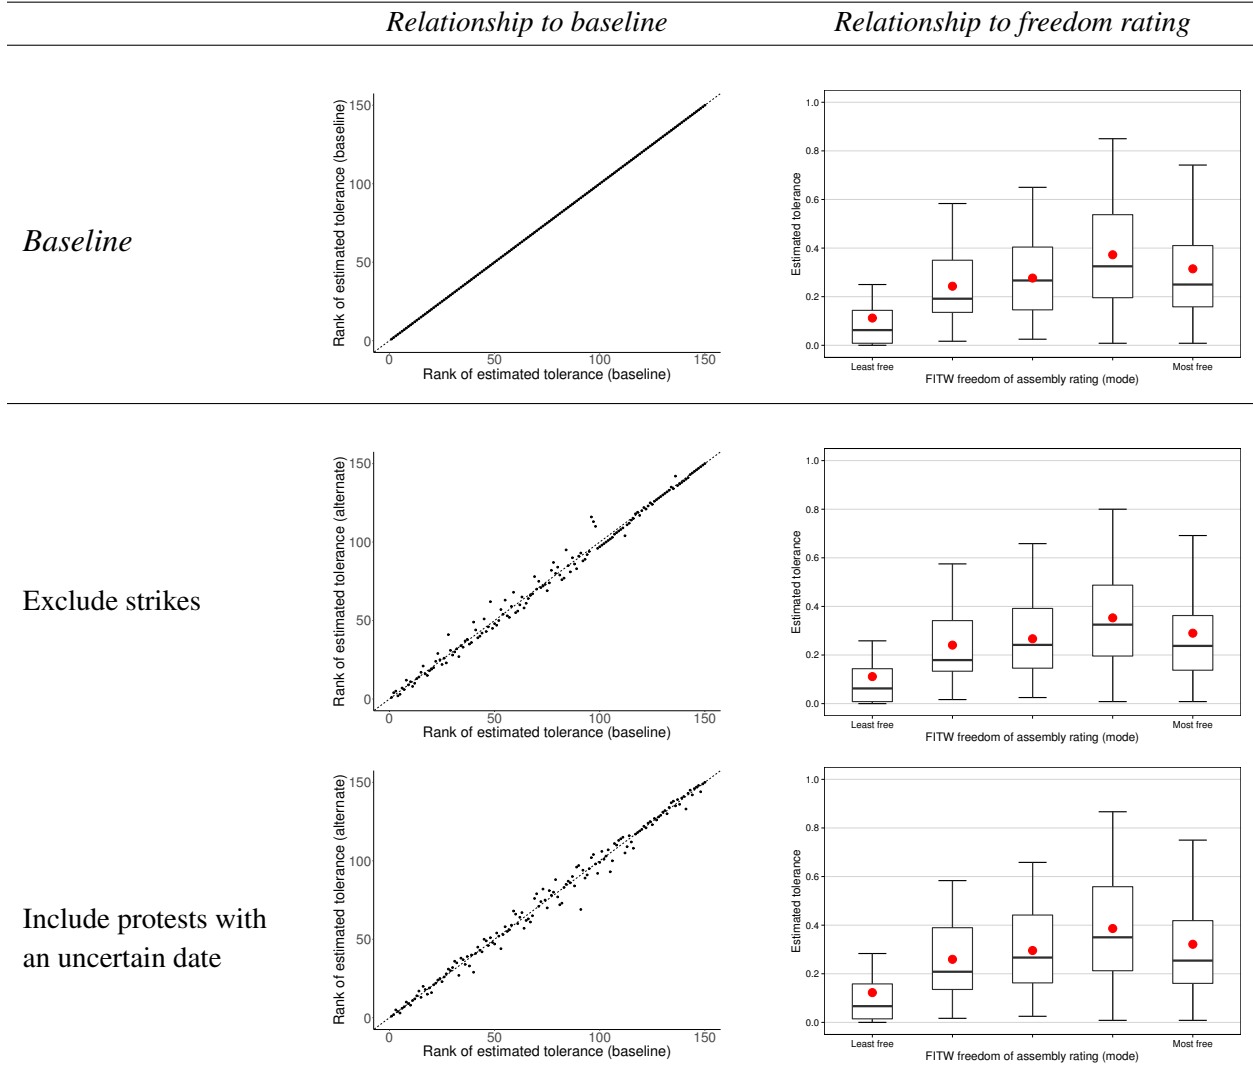 Relationship to baseline
Relationship to freedom rating
Baseline
Rank of estimated tolerance (baseline)
150
100
50
0
0 50 100 150
Rank of estimated tolerance (baseline)
Estimated tolerance
1.0
0.8
0.6
0.4
0.2
0.0
Least free Most free
FITW freedom of assembly rating (mode)
Exclude strikes
Rank of estimated tolerance (alternate)
150
100
50
0
0 50 100 150
Rank of estimated tolerance (baseline)
Estimated tolerance
1.0
0.8
0.6
0.4
0.2
0.0
Least free Most free
FITW freedom of assembly rating (mode)
Include protests with
an uncertain date
Rank of estimated tolerance (alternate)
150
100
50
0
0 50 100 150
Rank of estimated tolerance (baseline)
Estimated tolerance
1.0
0.8
0.6
0.4
0.2
0.0
Least free Most free
FITW freedom of assembly rating (mode)